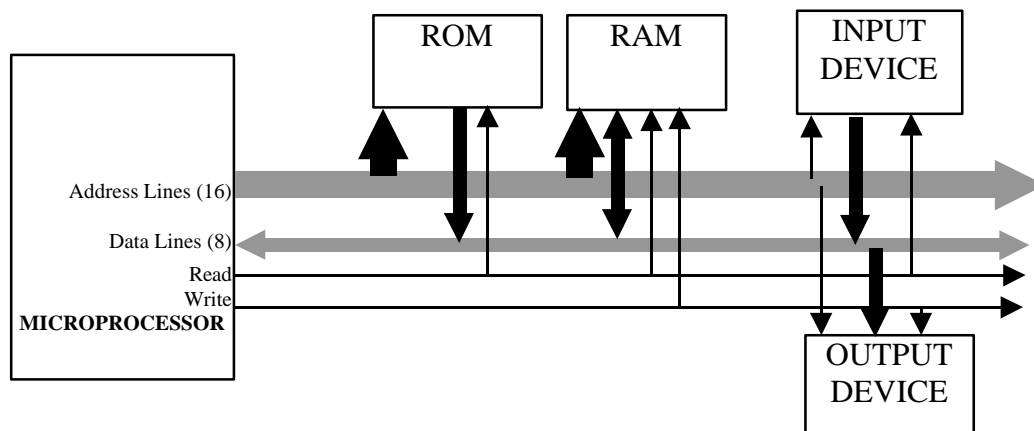 ROM
RAM
INPUT
DEVICE
Address Lines (16)
Data Lines (8)
Read
Write
MICROPROCESSOR
OUTPUT
DEVICE